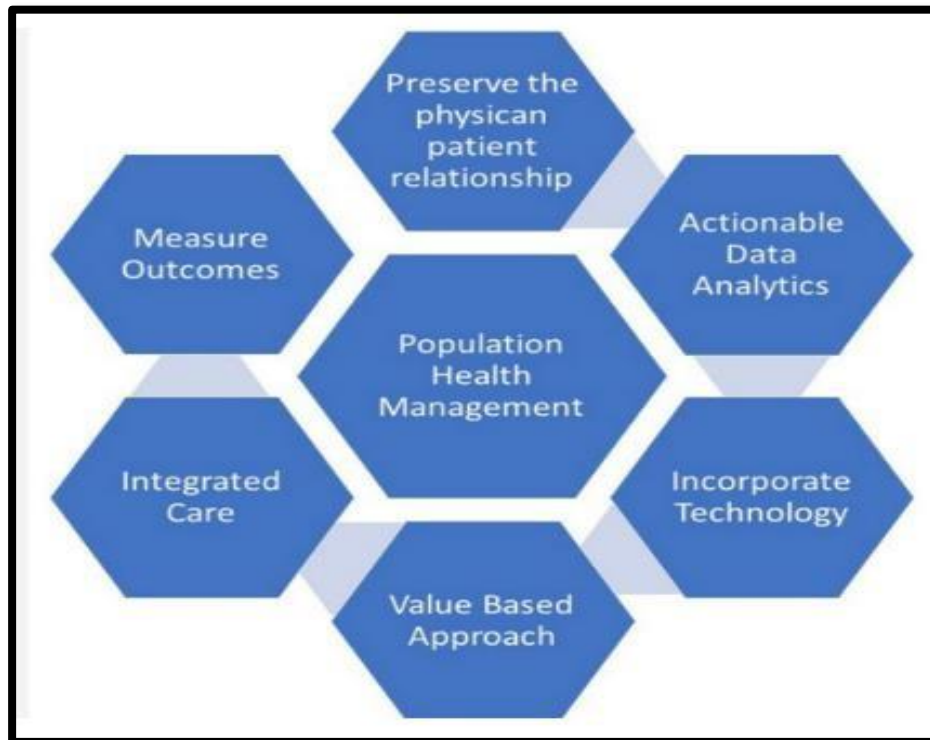 Preserve the
physican
patient
relationship
Actionable
Data
Analytics
Incorporate
Technology
Value Based
Approach
Integrated
Care
Measure
Outcomes
Population
Health
Management